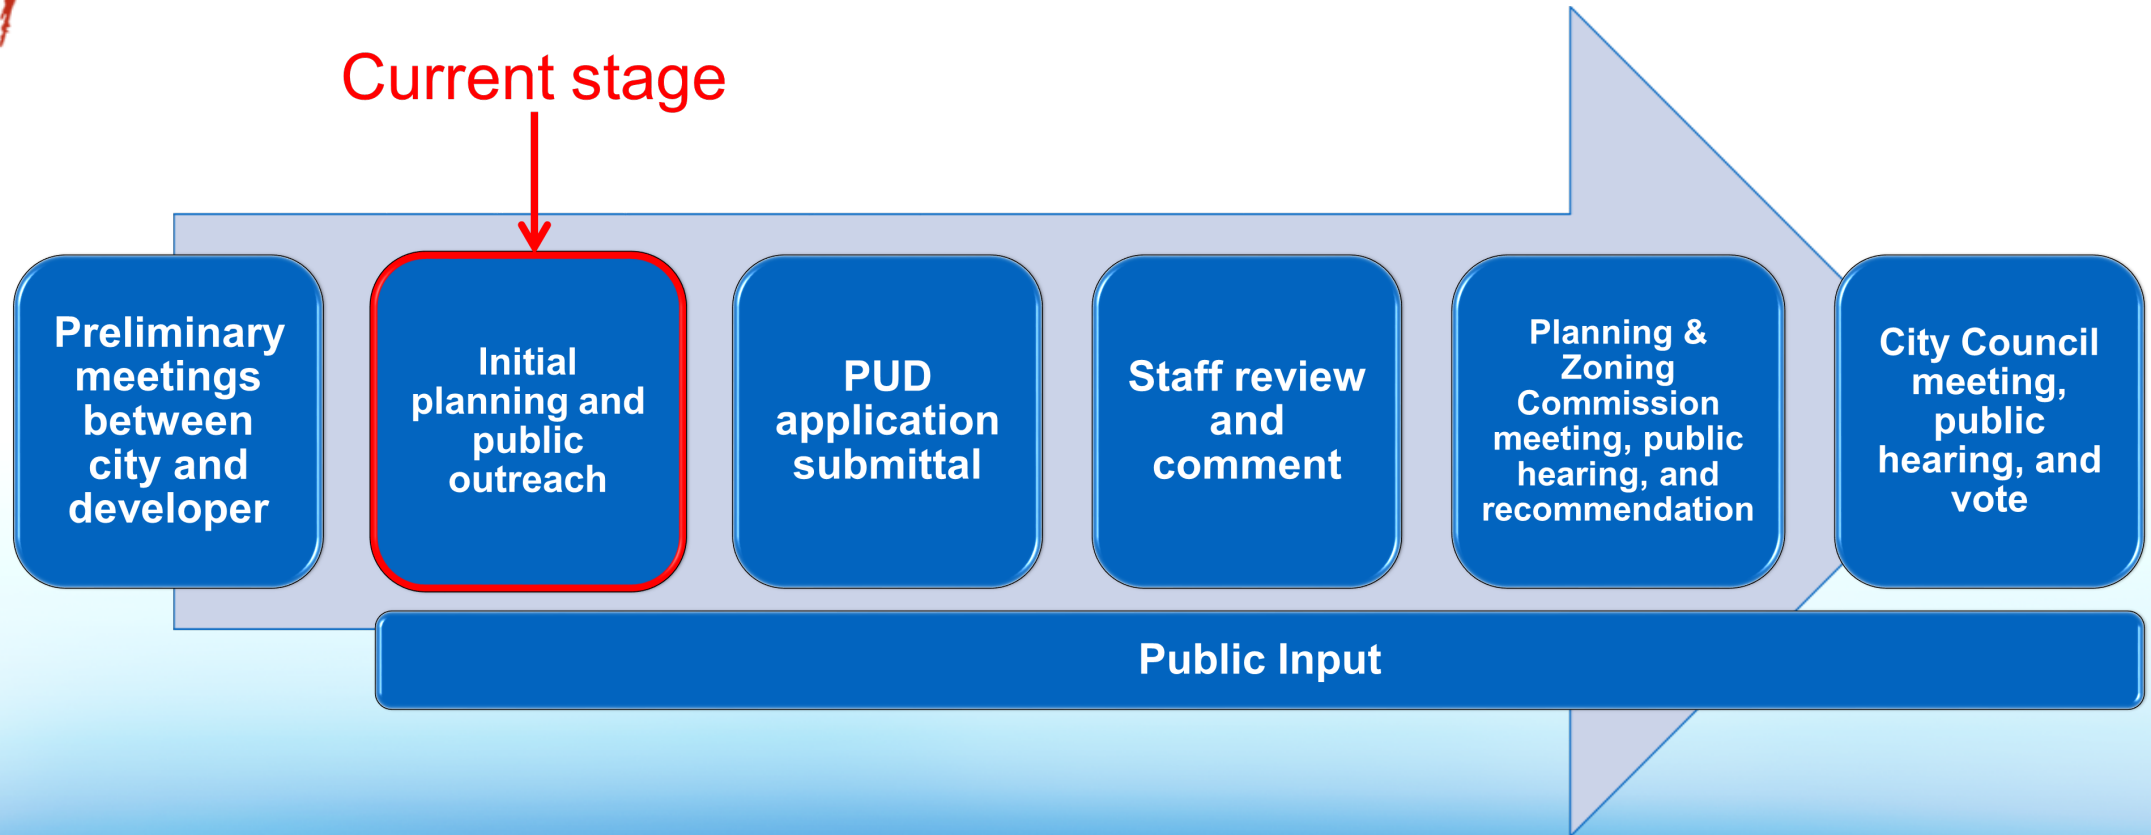 Current stage
Preliminary
meetings
between
city and
developer
Initial
planning and
public
outreach
PUD
application
submittal
Staff review
and
comment
Planning &
Zoning
Commission
meeting, public
hearing, and
recommendation
City Council
meeting,
public
hearing, and
vote
Public Input